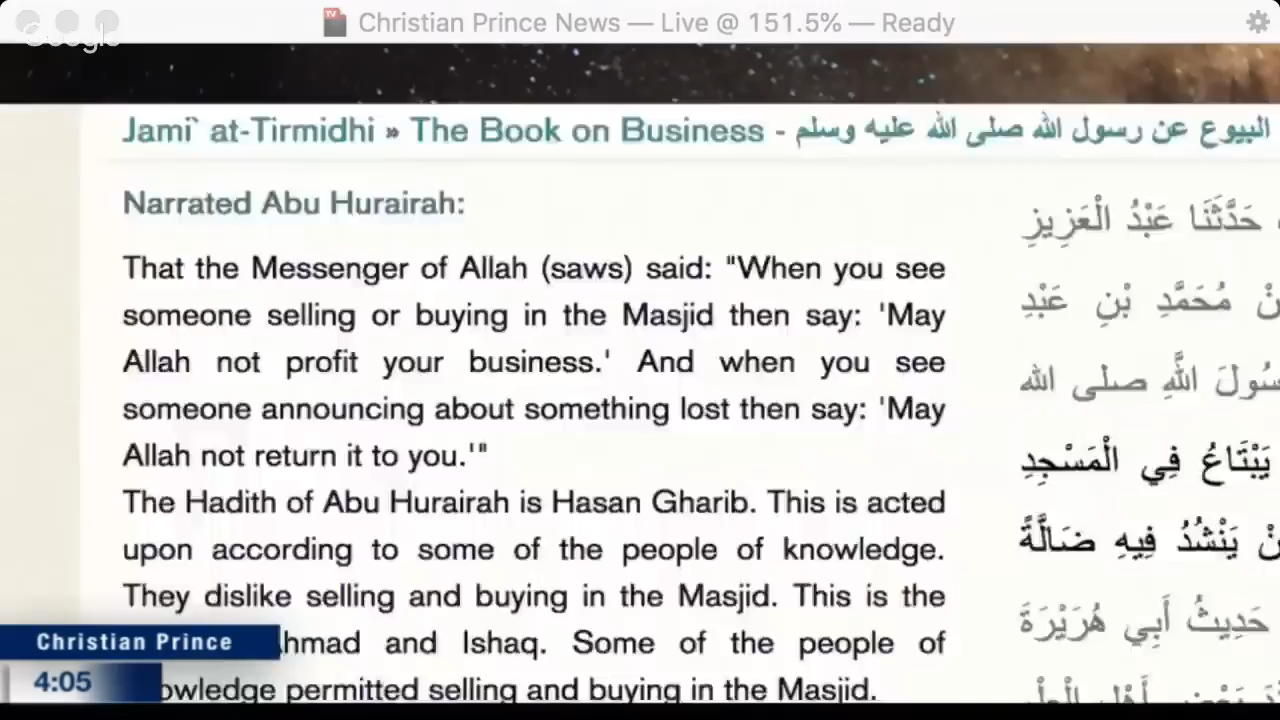 TV
Christian Prince News — Live @ 151.5% — Ready
Google
Jami` at-Tirmidhi » The Book on Business - البيوع عن رسول الله صلى الله عليه وسلم
Narrated Abu Hurairah:
That the Messenger of Allah (saws) said: "When you see
someone selling or buying in the Masjid then say: 'May
Allah not profit your business.' And when you see
someone announcing about something lost then say: 'May
Allah not return it to you.'"
The Hadith of Abu Hurairah is Hasan Gharib. This is acted
upon according to some of the people of knowledge.
They dislike selling and buying in the Masjid. This is the
and Ishaq. Some of the people of
permitted selling and buying in the Masjid.
حَدَّثَنَا عَبْدُ الْعَزِيزِ
مُحَمَّدِ بْنِ عَبْدِ
اللَّهِ صلى الله
يَبْتَاعُ فِي الْمَسْجِدِ
يَنْشُدُ فِيهِ ضَالَّةً
حَدِيثُ أَبِي هُرَيْرَةَ
Christian Prince
4:05